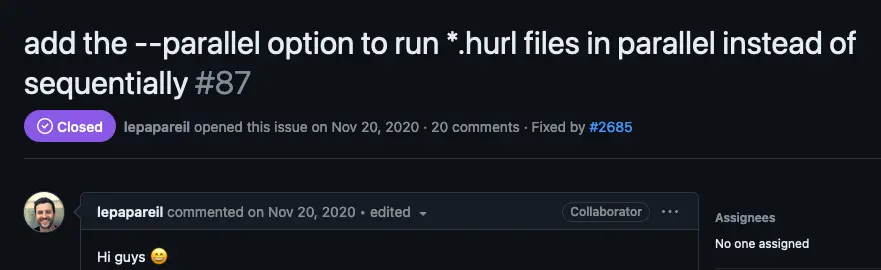 add the --parallel option to run *.hurl files in parallel instead of
sequentially #87
Closed lepapareil opened this issue on Nov 20, 2020 · 20 comments · Fixed by #2685
lepapareil commented on Nov 20, 2020 • edited Collaborator ···
Assignees
No one assigned
Hi guys 😄